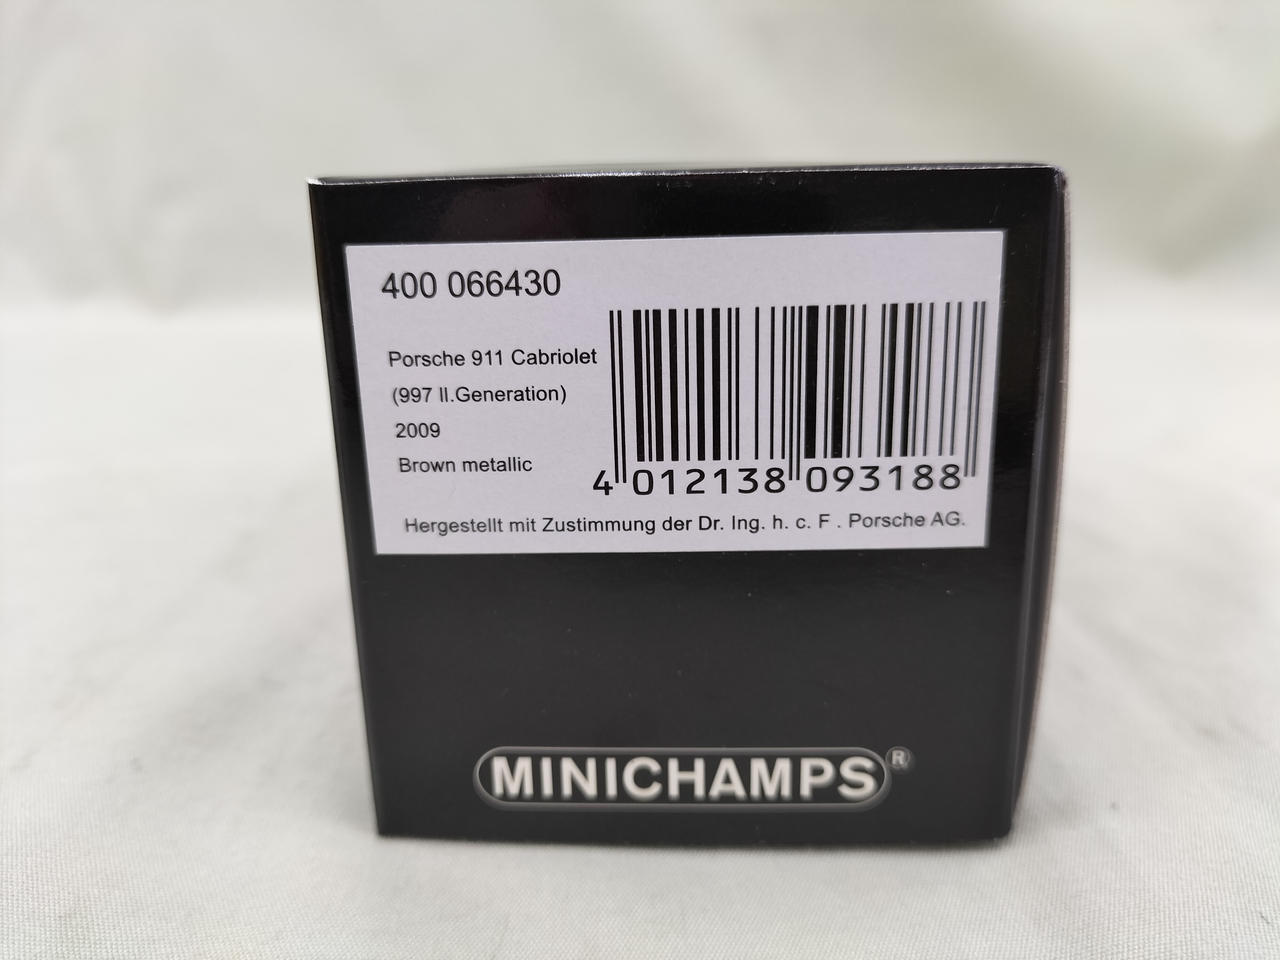 400 066430
Porsche 911 Cabriolet
(997 II.Generation)
2009
Brown metallic
4 012138 093188
Hergestellt mit Zustimmung der Dr. Ing. h. c. F . Porsche AG.
MINICHAMPS®